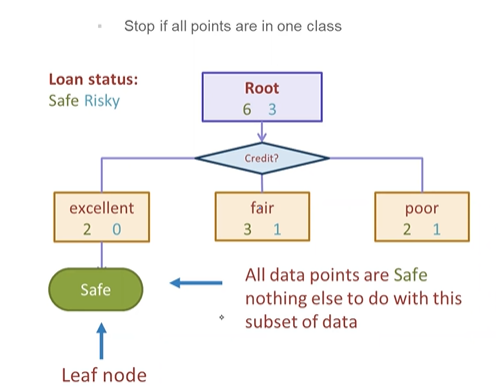 Stop if all points are in one class
Loan status:
Safe Risky
Root
6 3
Credit?
excellent
2 0
fair
3 1
poor
2 1
Safe
All data points are Safe
nothing else to do with this
subset of data
Leaf node